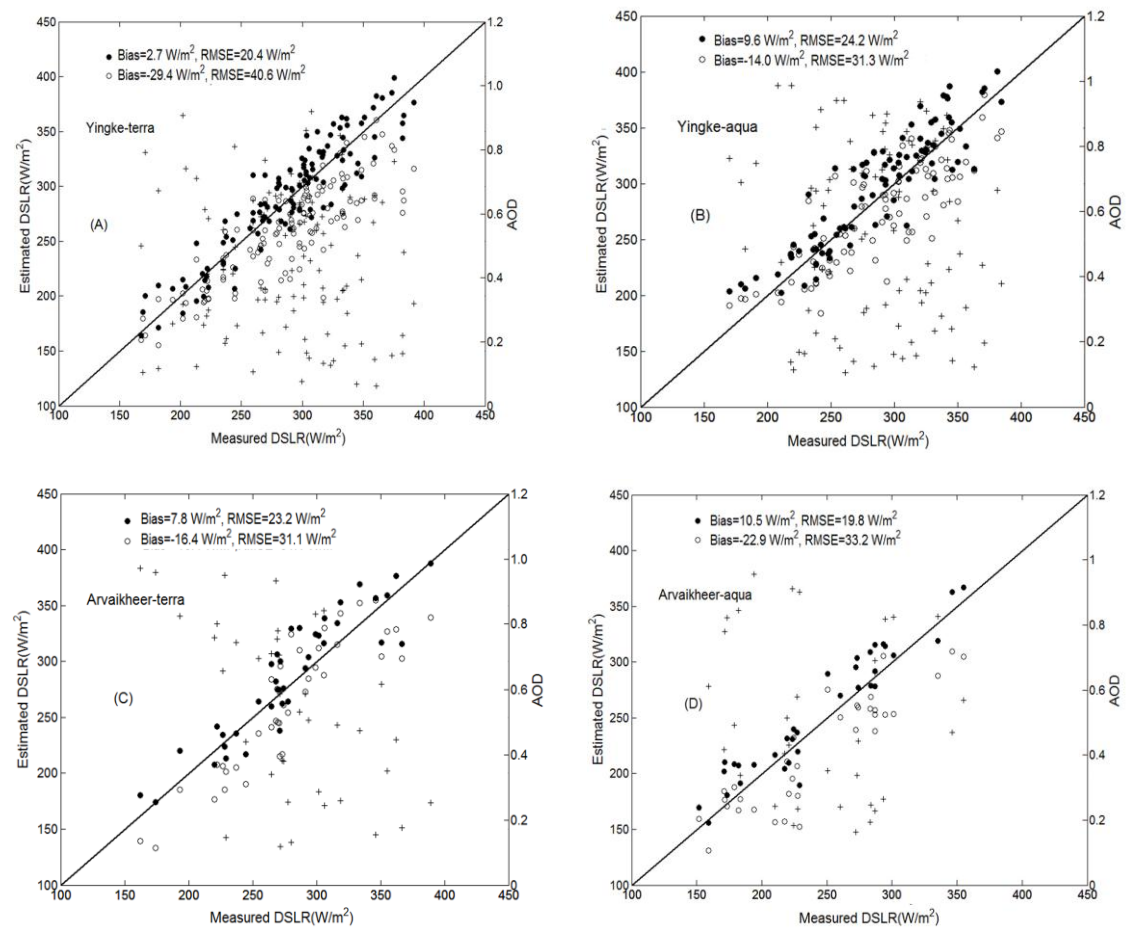 Bias=2.7 W/m², RMSE=20.4 W/m²
Bias=-29.4 W/m², RMSE=40.6 W/m²
Yingke-terra
(A)
Estimated DSLR(W/m²)
450
400
350
300
250
200
150
100
100 150 200 250 300 350 400 450
Measured DSLR(W/m²)
1.2
1.0
0.8
0.6
0.4
0.2
0
AOD
Bias=9.6 W/m², RMSE=24.2 W/m²
Bias=-14.0 W/m², RMSE=31.3 W/m²
Yingke-aqua
(B)
Estimated DSLR(W/m²)
450
400
350
300
250
200
150
100
100 150 200 250 300 350 400 450
Measured DSLR(W/m²)
1.2
1
0.8
0.6
0.4
0.2
0
AOD
Bias=7.8 W/m², RMSE=23.2 W/m²
Bias=-16.4 W/m², RMSE=31.1 W/m²
Arvaikheer-terra
(C)
Estimated DSLR(W/m²)
450
400
350
300
250
200
150
100
100 150 200 250 300 350 400 450
Measured DSLR(W/m²)
1.2
1.0
0.8
0.6
0.4
0.2
0
AOD
Bias=10.5 W/m², RMSE=19.8 W/m²
Bias=-22.9 W/m², RMSE=33.2 W/m²
Arvaikheer-aqua
(D)
Estimated DSLR(W/m²)
450
400
350
300
250
200
150
100
100 150 200 250 300 350 400 450
Measured DSLR(W/m²)
1.2
1
0.8
0.6
0.4
0.2
0
AOD